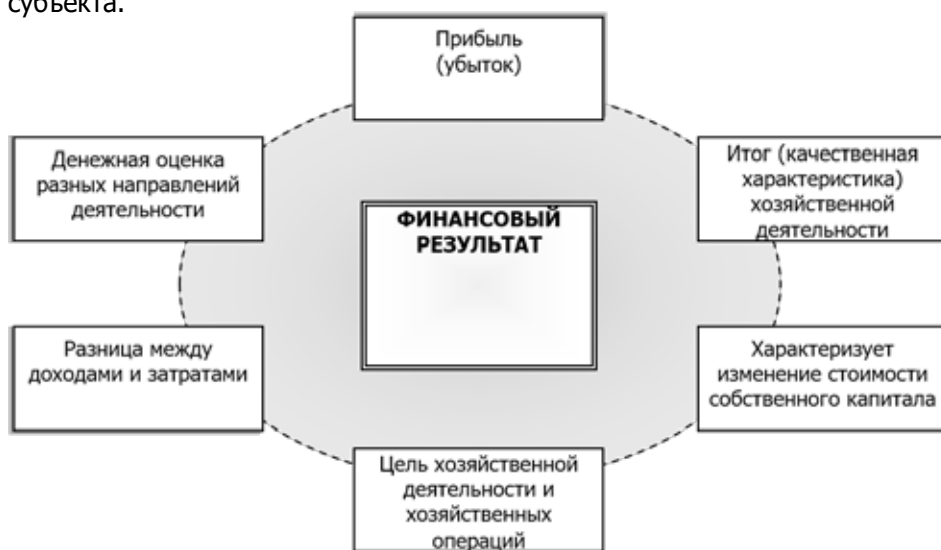 субъекта.
Прибыль
(убыток)
Денежная оценка
разных направлений
деятельности
Итог (качественная
характеристика)
хозяйственной
деятельности
ФИНАНСОВЫЙ
РЕЗУЛЬТАТ
Разница между
доходами и затратами
Характеризует
изменение стоимости
собственного капитала
Цель хозяйственной
деятельности и
хозяйственных
операций